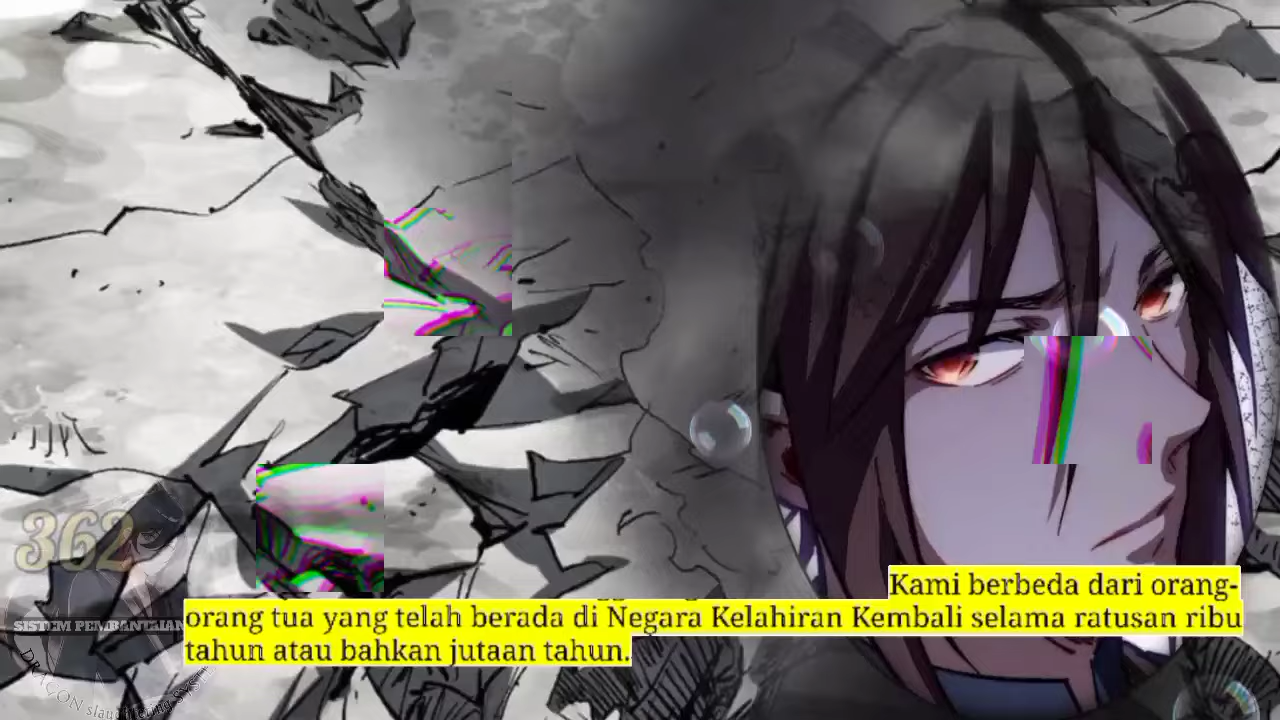 Kami berbeda dari orang-
orang tua yang telah berada di Negara Kelahiran Kembali selama ratusan ribu
tahun atau bahkan jutaan tahun.
362
SISTEM PEMBANTAIAN
DRAGON